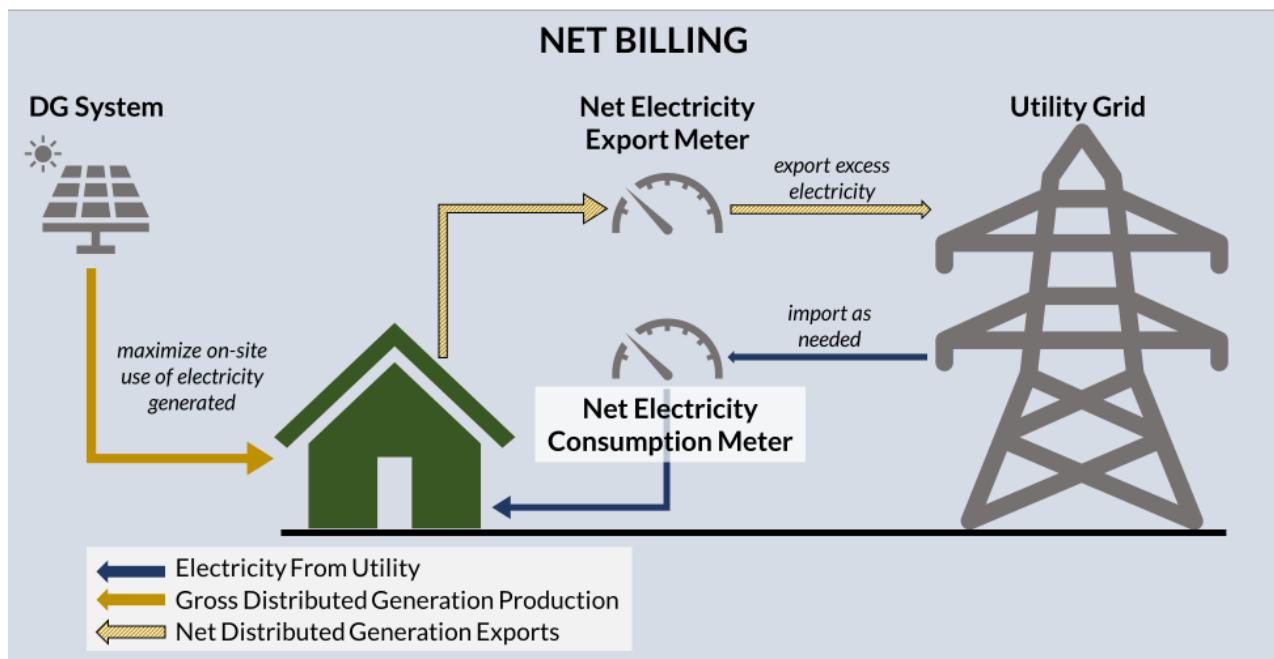 NET BILLING
DG System
Net Electricity
Export Meter
Utility Grid
export excess
electricity
import as
needed
maximize on-site
use of electricity
generated
Net Electricity
Consumption Meter
Electricity From Utility
Gross Distributed Generation Production
Net Distributed Generation Exports